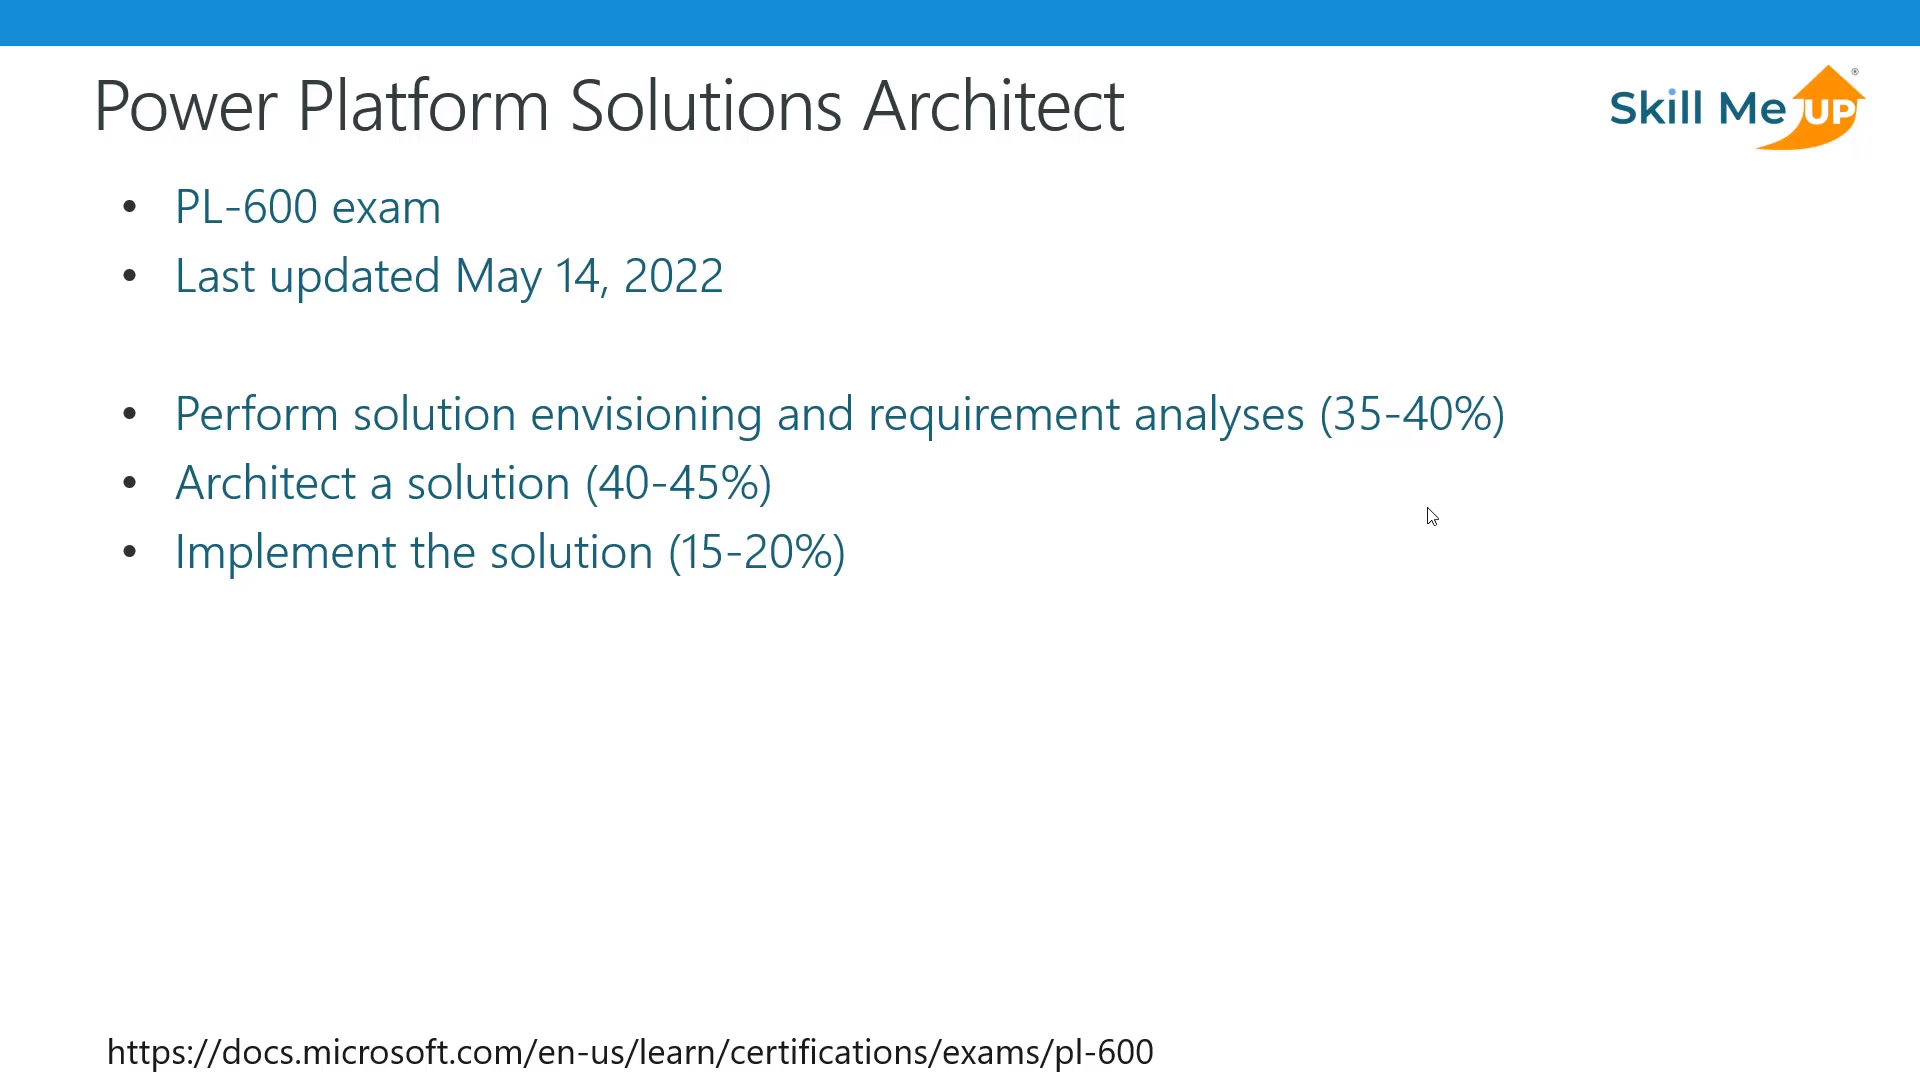 Power Platform Solutions Architect
Skill Me UP®
• PL-600 exam
• Last updated May 14, 2022
• Perform solution envisioning and requirement analyses (35-40%)
• Architect a solution (40-45%)
• Implement the solution (15-20%)
https://docs.microsoft.com/en-us/learn/certifications/exams/pl-600